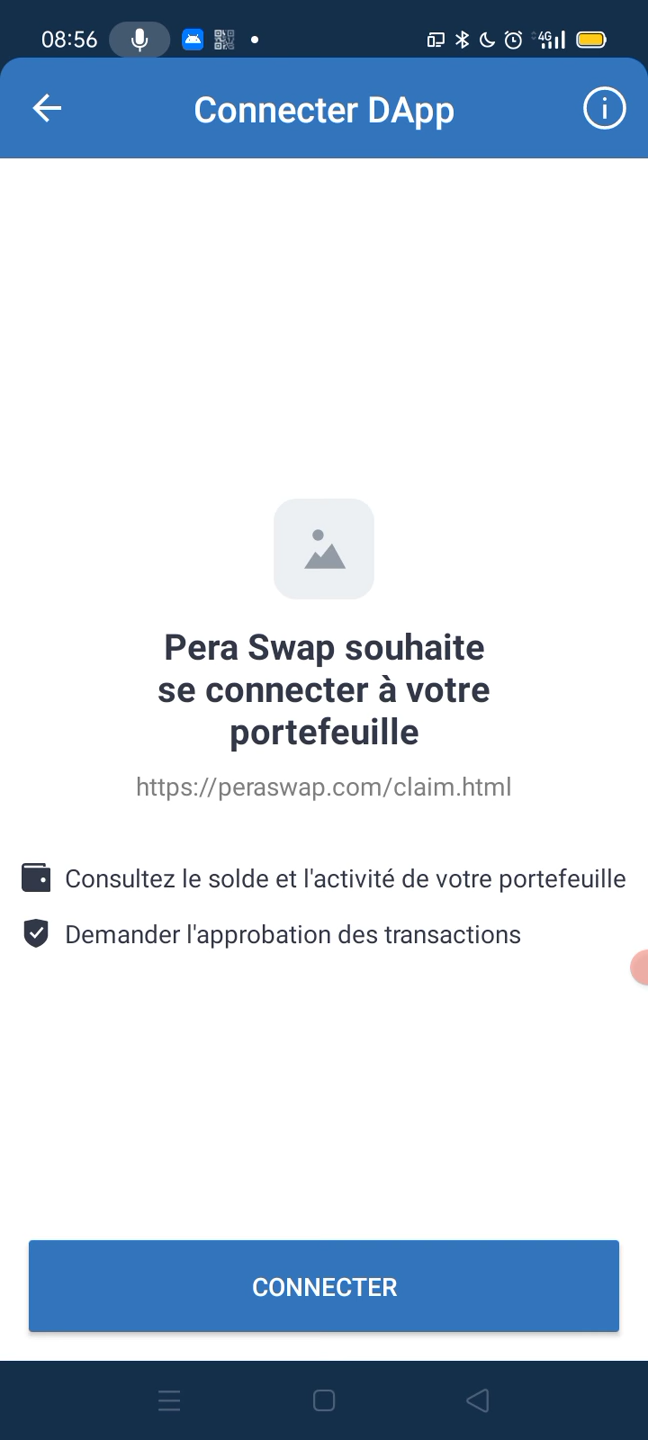 08:56
4G
Connecter DApp
Pera Swap souhaite
se connecter à votre
portefeuille
https://peraswap.com/claim.html
Consultez le solde et l'activité de votre portefeuille
Demander l'approbation des transactions
CONNECTER